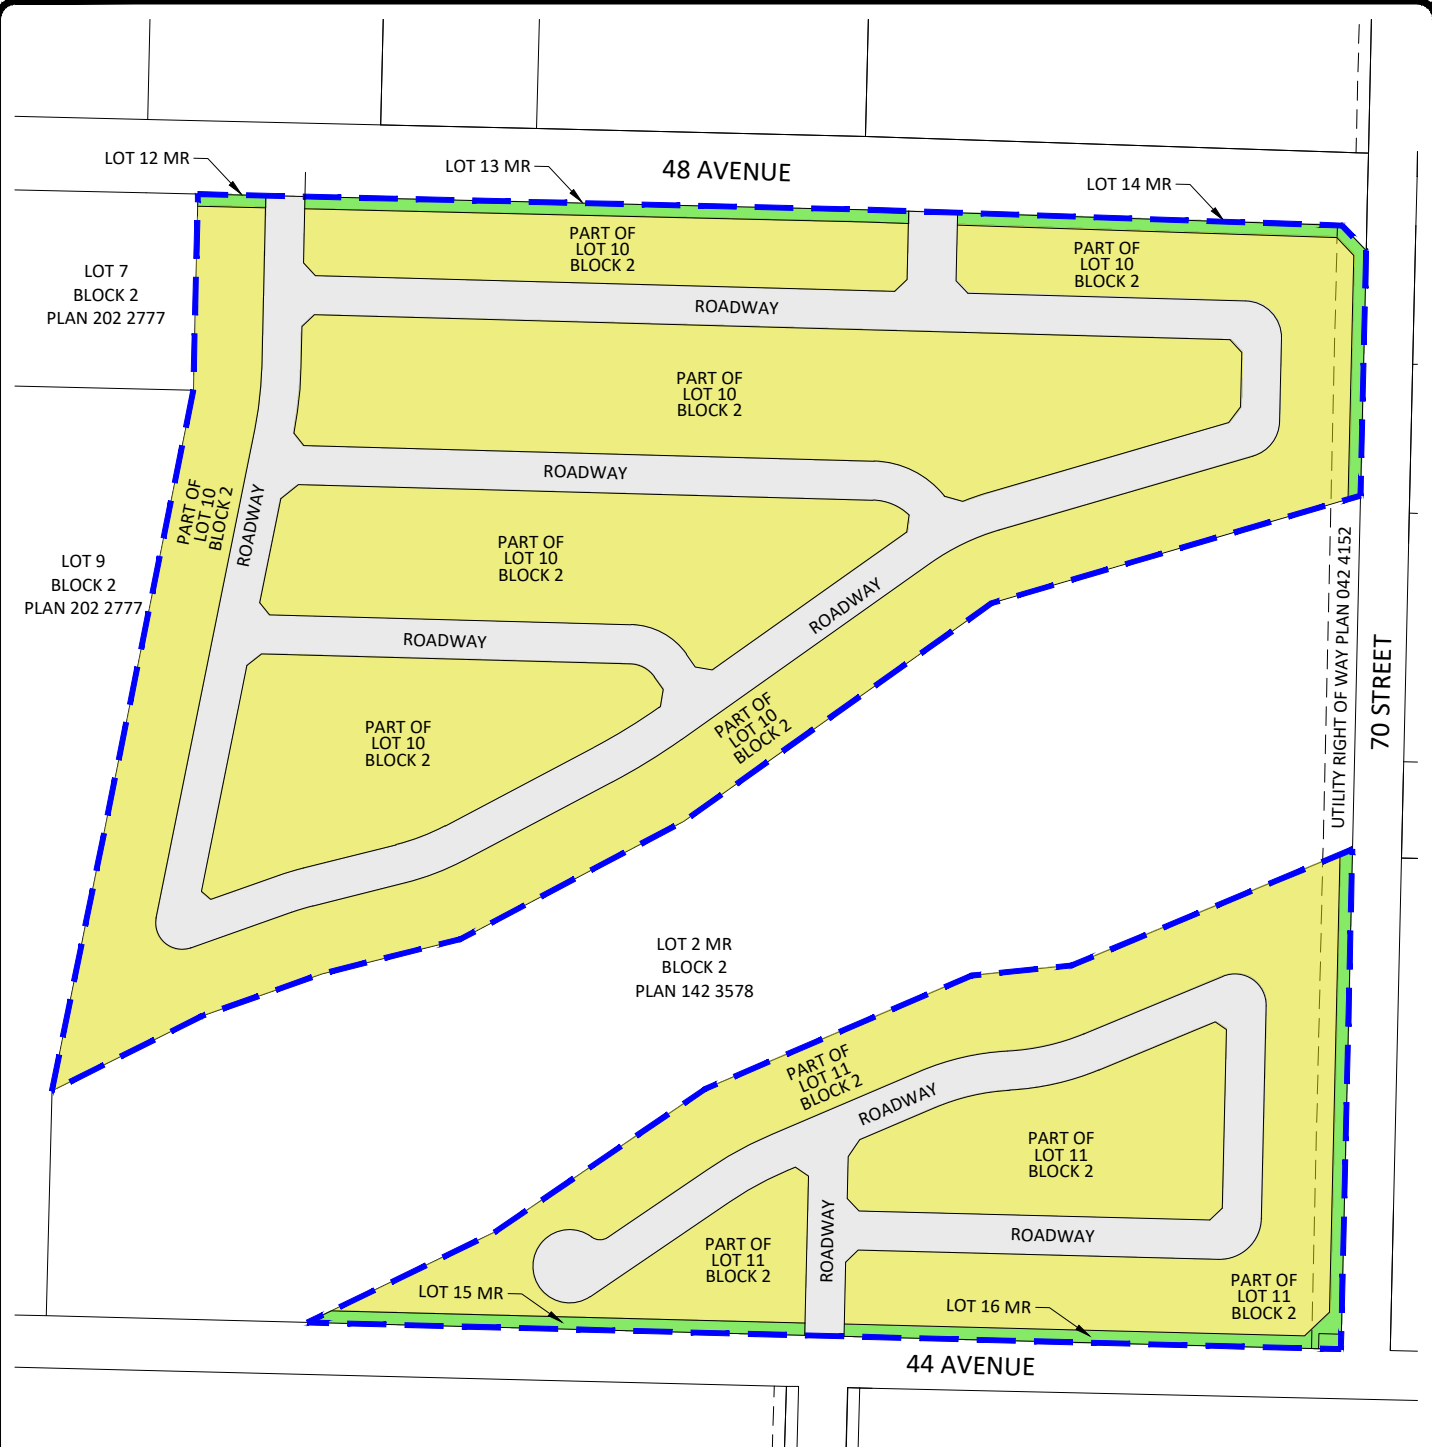 LOT 12 MR
LOT 13 MR
48 AVENUE
LOT 14 MR
PART OF
LOT 10
BLOCK 2
PART OF
LOT 10
BLOCK 2
LOT 7
BLOCK 2
PLAN 202 2777
ROADWAY
PART OF
LOT 10
BLOCK 2
ROADWAY
PART OF
LOT 10
BLOCK 2
ROADWAY
PART OF
LOT 10
BLOCK 2
LOT 9
BLOCK 2
PLAN 202 2777
ROADWAY
ROADWAY
UTILITY RIGHT OF WAY PLAN 042 4152
70 STREET
PART OF
LOT 10
BLOCK 2
PART OF
LOT 10
BLOCK 2
LOT 2 MR
BLOCK 2
PLAN 142 3578
PART OF
LOT 11
BLOCK 2
ROADWAY
PART OF
LOT 11
BLOCK 2
ROADWAY
ROADWAY
PART OF
LOT 11
BLOCK 2
LOT 15 MR
LOT 16 MR
PART OF
LOT 11
BLOCK 2
44 AVENUE